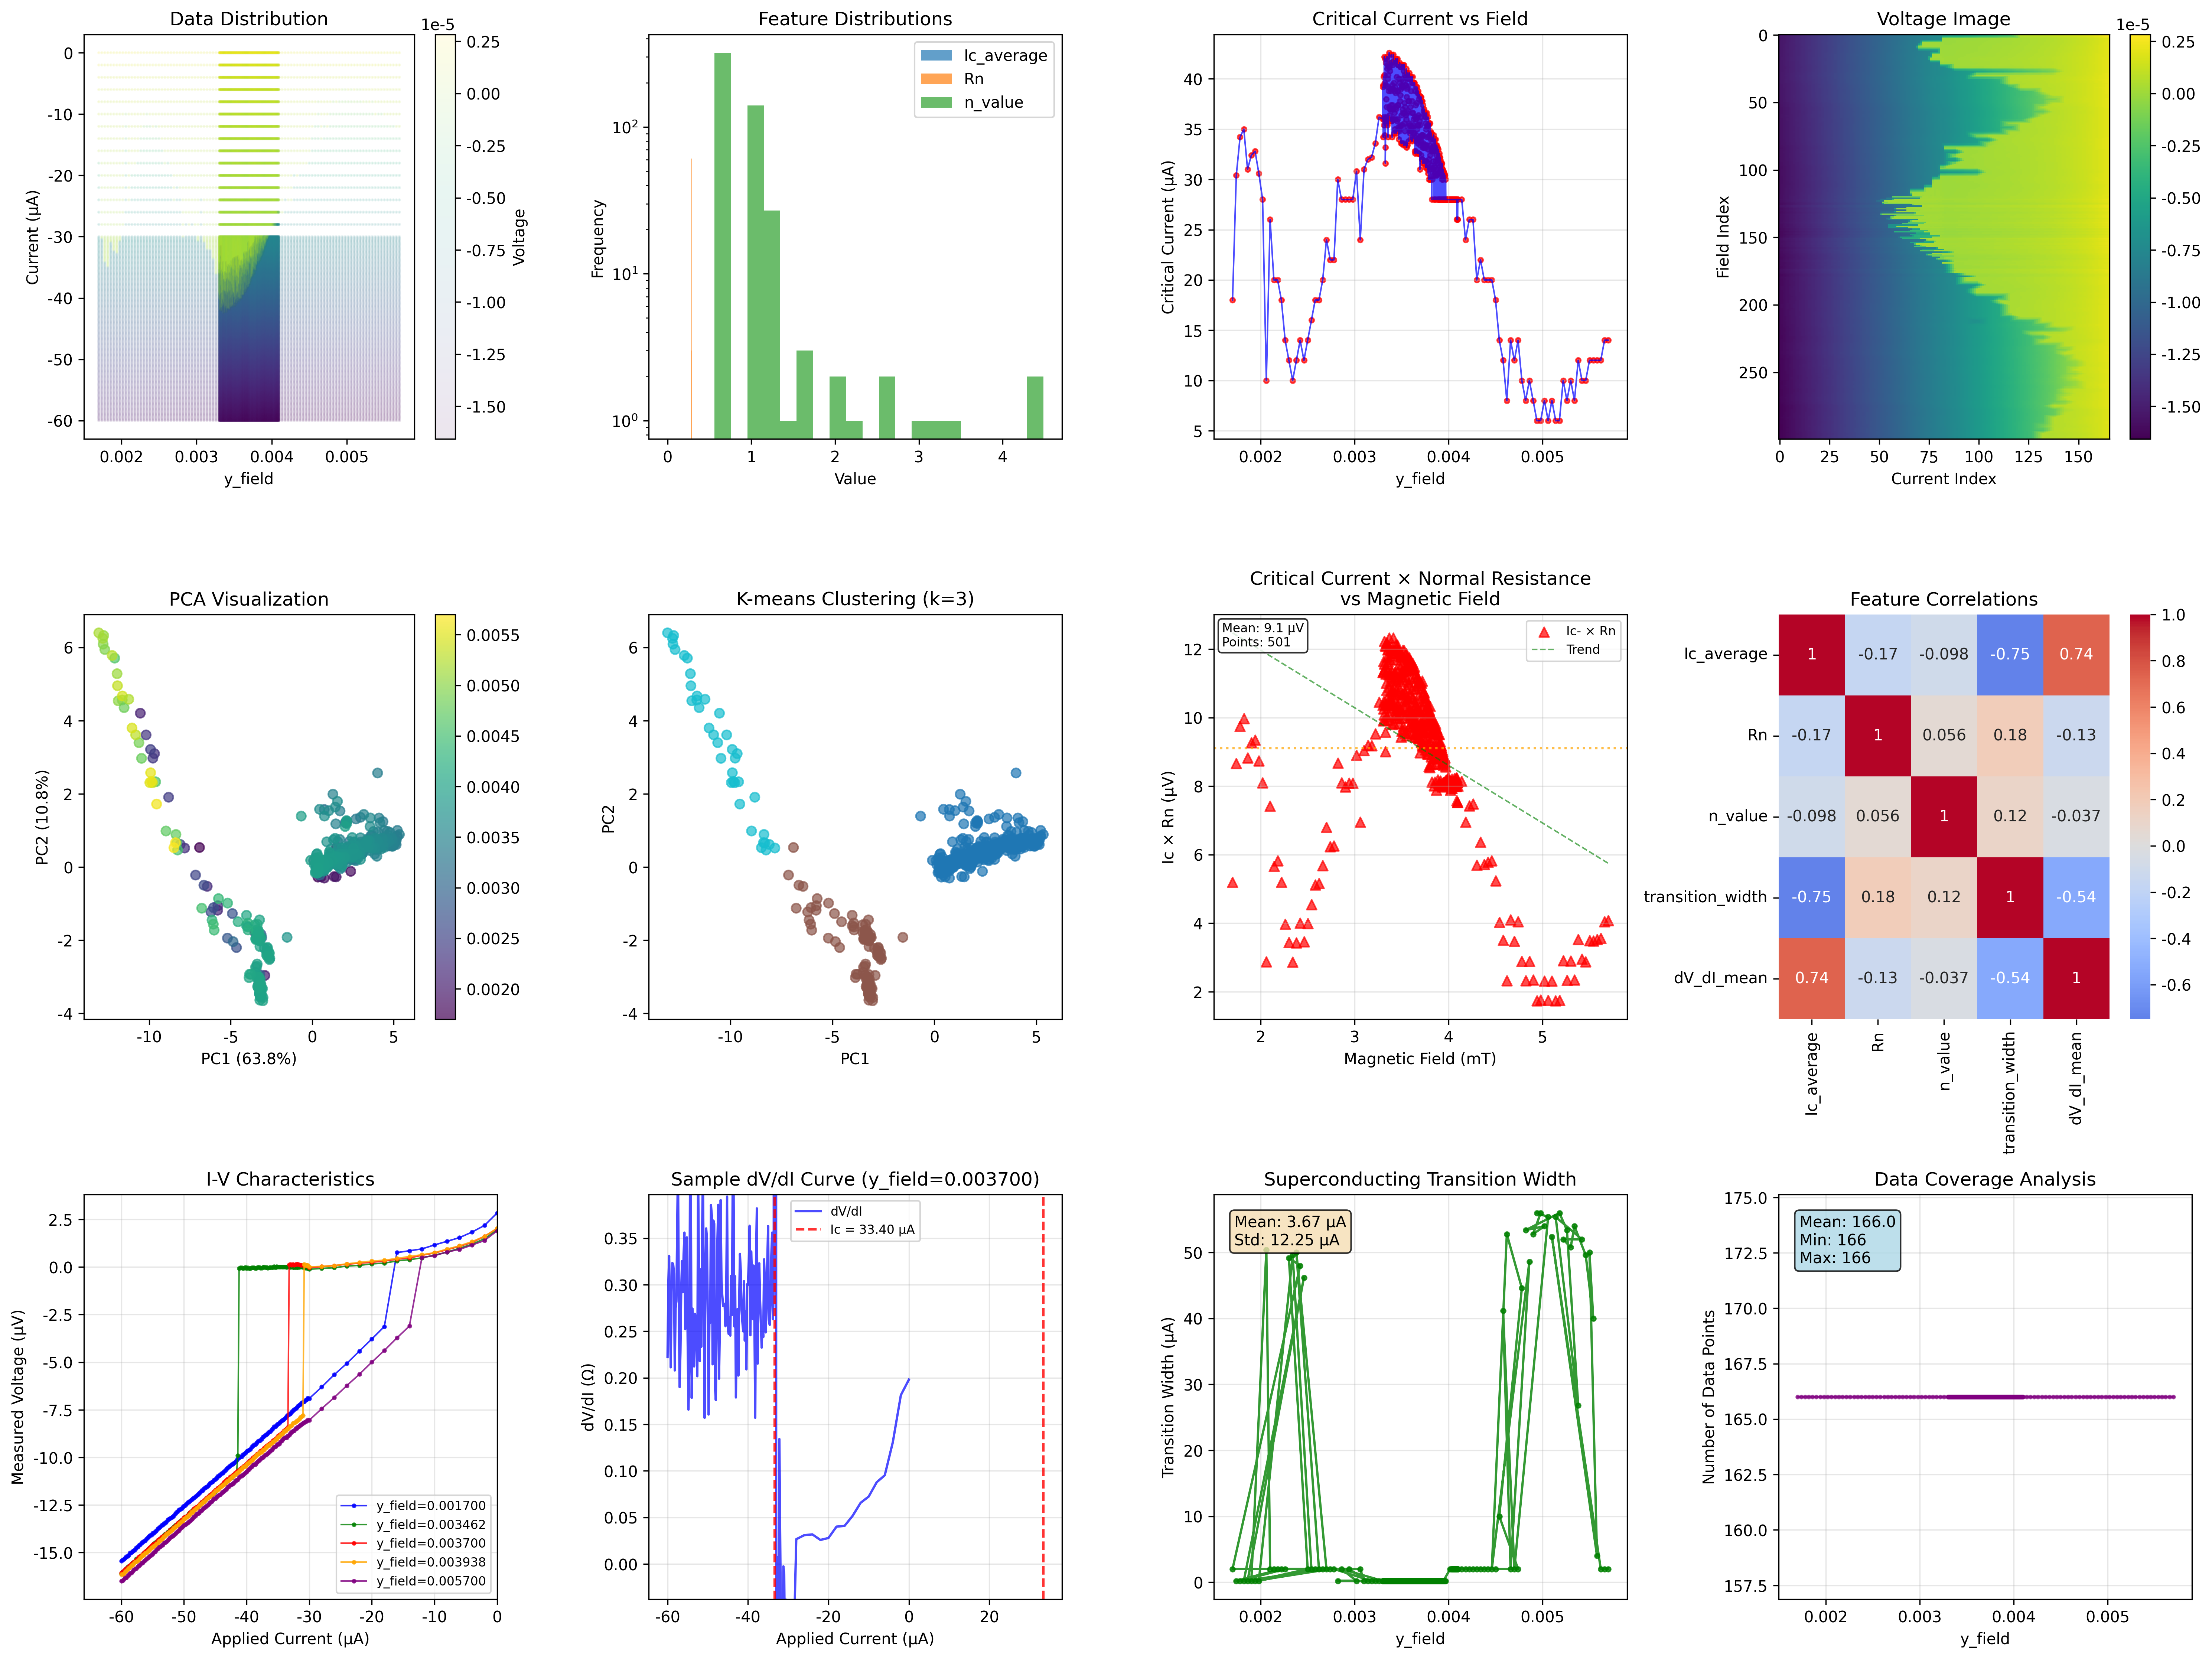 Data Distribution
1e-5
0
-10
-20
-30
-40
-50
-60
Current (µA)
0.002 0.003 0.004 0.005
y_field
0.25
0.00
-0.25
-0.50
-0.75
-1.00
-1.25
-1.50
Voltage
Feature Distributions
Ic_average
Rn
n_value
10²
10¹
10⁰
Frequency
0 1 2 3 4
Value
Critical Current vs Field
40
35
30
25
20
15
10
5
Critical Current (µA)
0.002 0.003 0.004 0.005
y_field
Voltage Image
1e-5
0
50
100
150
200
250
Field Index
0 25 50 75 100 125 150
Current Index
0.25
0.00
-0.25
-0.50
-0.75
-1.00
-1.25
-1.50
PCA Visualization
6
4
2
0
-2
-4
PC2 (10.8%)
-10 -5 0 5
PC1 (63.8%)
0.0055
0.0050
0.0045
0.0040
0.0035
0.0030
0.0025
0.0020
K-means Clustering (k=3)
6
4
2
0
-2
-4
PC2
-10 -5 0 5
PC1
Critical Current × Normal Resistance
vs Magnetic Field
Mean: 9.1 µV
Points: 501
Ic- × Rn
Trend
12
10
8
6
4
2
Ic × Rn (µV)
2 3 4 5
Magnetic Field (mT)
Feature Correlations
Ic_average 1 -0.17 -0.098 -0.75 0.74
Rn -0.17 1 0.056 0.18 -0.13
n_value -0.098 0.056 1 0.12 -0.037
transition_width -0.75 0.18 0.12 1 -0.54
dV_dI_mean 0.74 -0.13 -0.037 -0.54 1
Ic_average
Rn
n_value
transition_width
dV_dI_mean
1.0
0.8
0.6
0.4
0.2
0.0
-0.2
-0.4
-0.6
I-V Characteristics
2.5
0.0
-2.5
-5.0
-7.5
-10.0
-12.5
-15.0
Measured Voltage (µV)
y_field=0.001700
y_field=0.003462
y_field=0.003700
y_field=0.003938
y_field=0.005700
-60 -50 -40 -30 -20 -10 0
Applied Current (µA)
Sample dV/dI Curve (y_field=0.003700)
dV/dI
Ic = 33.40 µA
0.35
0.30
0.25
0.20
0.15
0.10
0.05
0.00
dV/dI (Ω)
-60 -40 -20 0 20
Applied Current (µA)
Superconducting Transition Width
Mean: 3.67 µA
Std: 12.25 µA
50
40
30
20
10
0
Transition Width (µA)
0.002 0.003 0.004 0.005
y_field
Data Coverage Analysis
Mean: 166.0
Min: 166
Max: 166
175.0
172.5
170.0
167.5
165.0
162.5
160.0
157.5
Number of Data Points
0.002 0.003 0.004 0.005
y_field